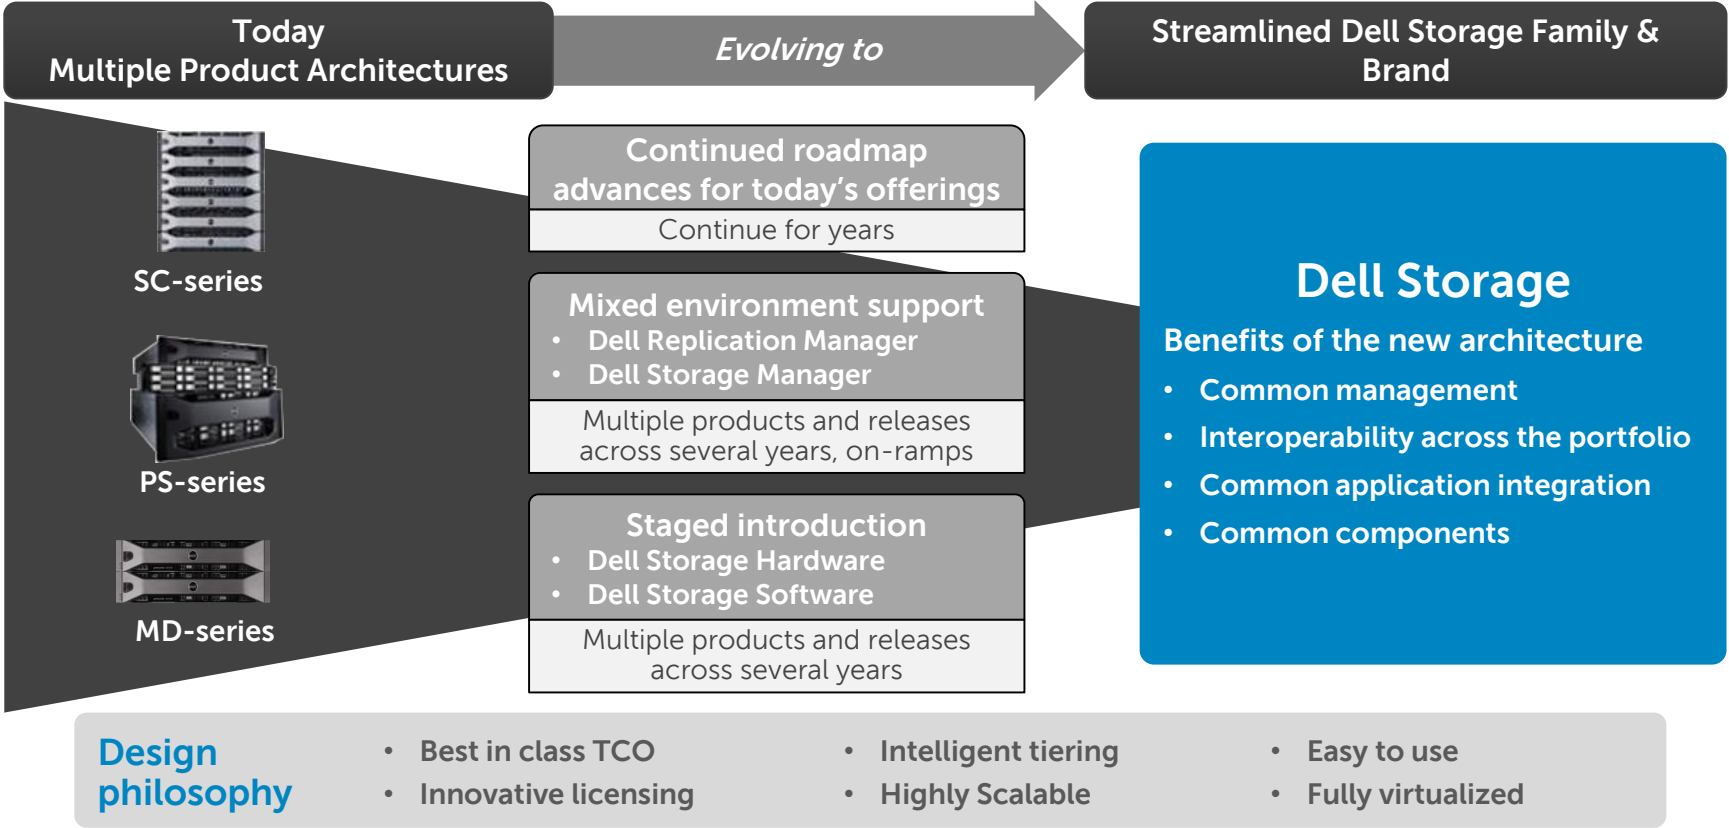 Today
Multiple Product Architectures
Evolving to
Streamlined Dell Storage Family &
Brand
SC-series
PS-series
MD-series
Continued roadmap
advances for today’s offerings
Continue for years
Mixed environment support
• Dell Replication Manager
• Dell Storage Manager
Multiple products and releases
across several years, on-ramps
Staged introduction
• Dell Storage Hardware
• Dell Storage Software
Multiple products and releases
across several years
Dell Storage
Benefits of the new architecture
• Common management
• Interoperability across the portfolio
• Common application integration
• Common components
Design
philosophy
• Best in class TCO
• Innovative licensing
• Intelligent tiering
• Highly Scalable
• Easy to use
• Fully virtualized